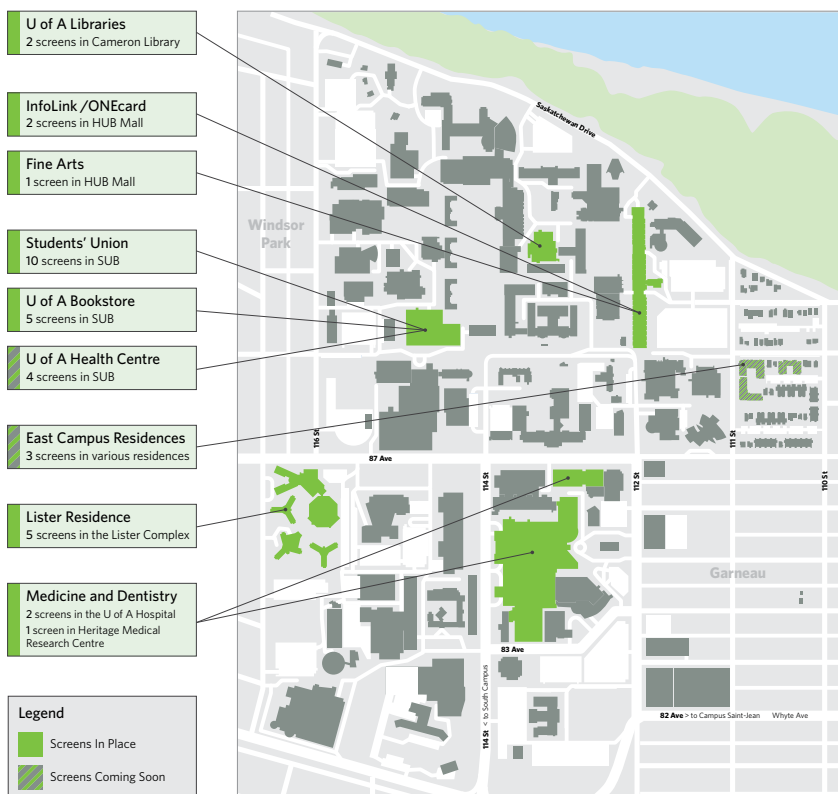 U of A Libraries
2 screens in Cameron Library
InfoLink /ONEcard
2 screens in HUB Mall
Fine Arts
1 screen in HUB Mall
Students' Union
10 screens in SUB
U of A Bookstore
5 screens in SUB
U of A Health Centre
4 screens in SUB
East Campus Residences
3 screens in various residences
Lister Residence
5 screens in the Lister Complex
Medicine and Dentistry
2 screens in the U of A Hospital
1 screen in Heritage Medical
Research Centre
Legend
Screens In Place
Screens Coming Soon
Saskatchewan Drive
Windsor
Park
116 St
87 Ave
114 St
112 St
111 St
110 St
Garneau
83 Ave
114 St < to South Campus
82 Ave > to Campus Saint-Jean Whyte Ave